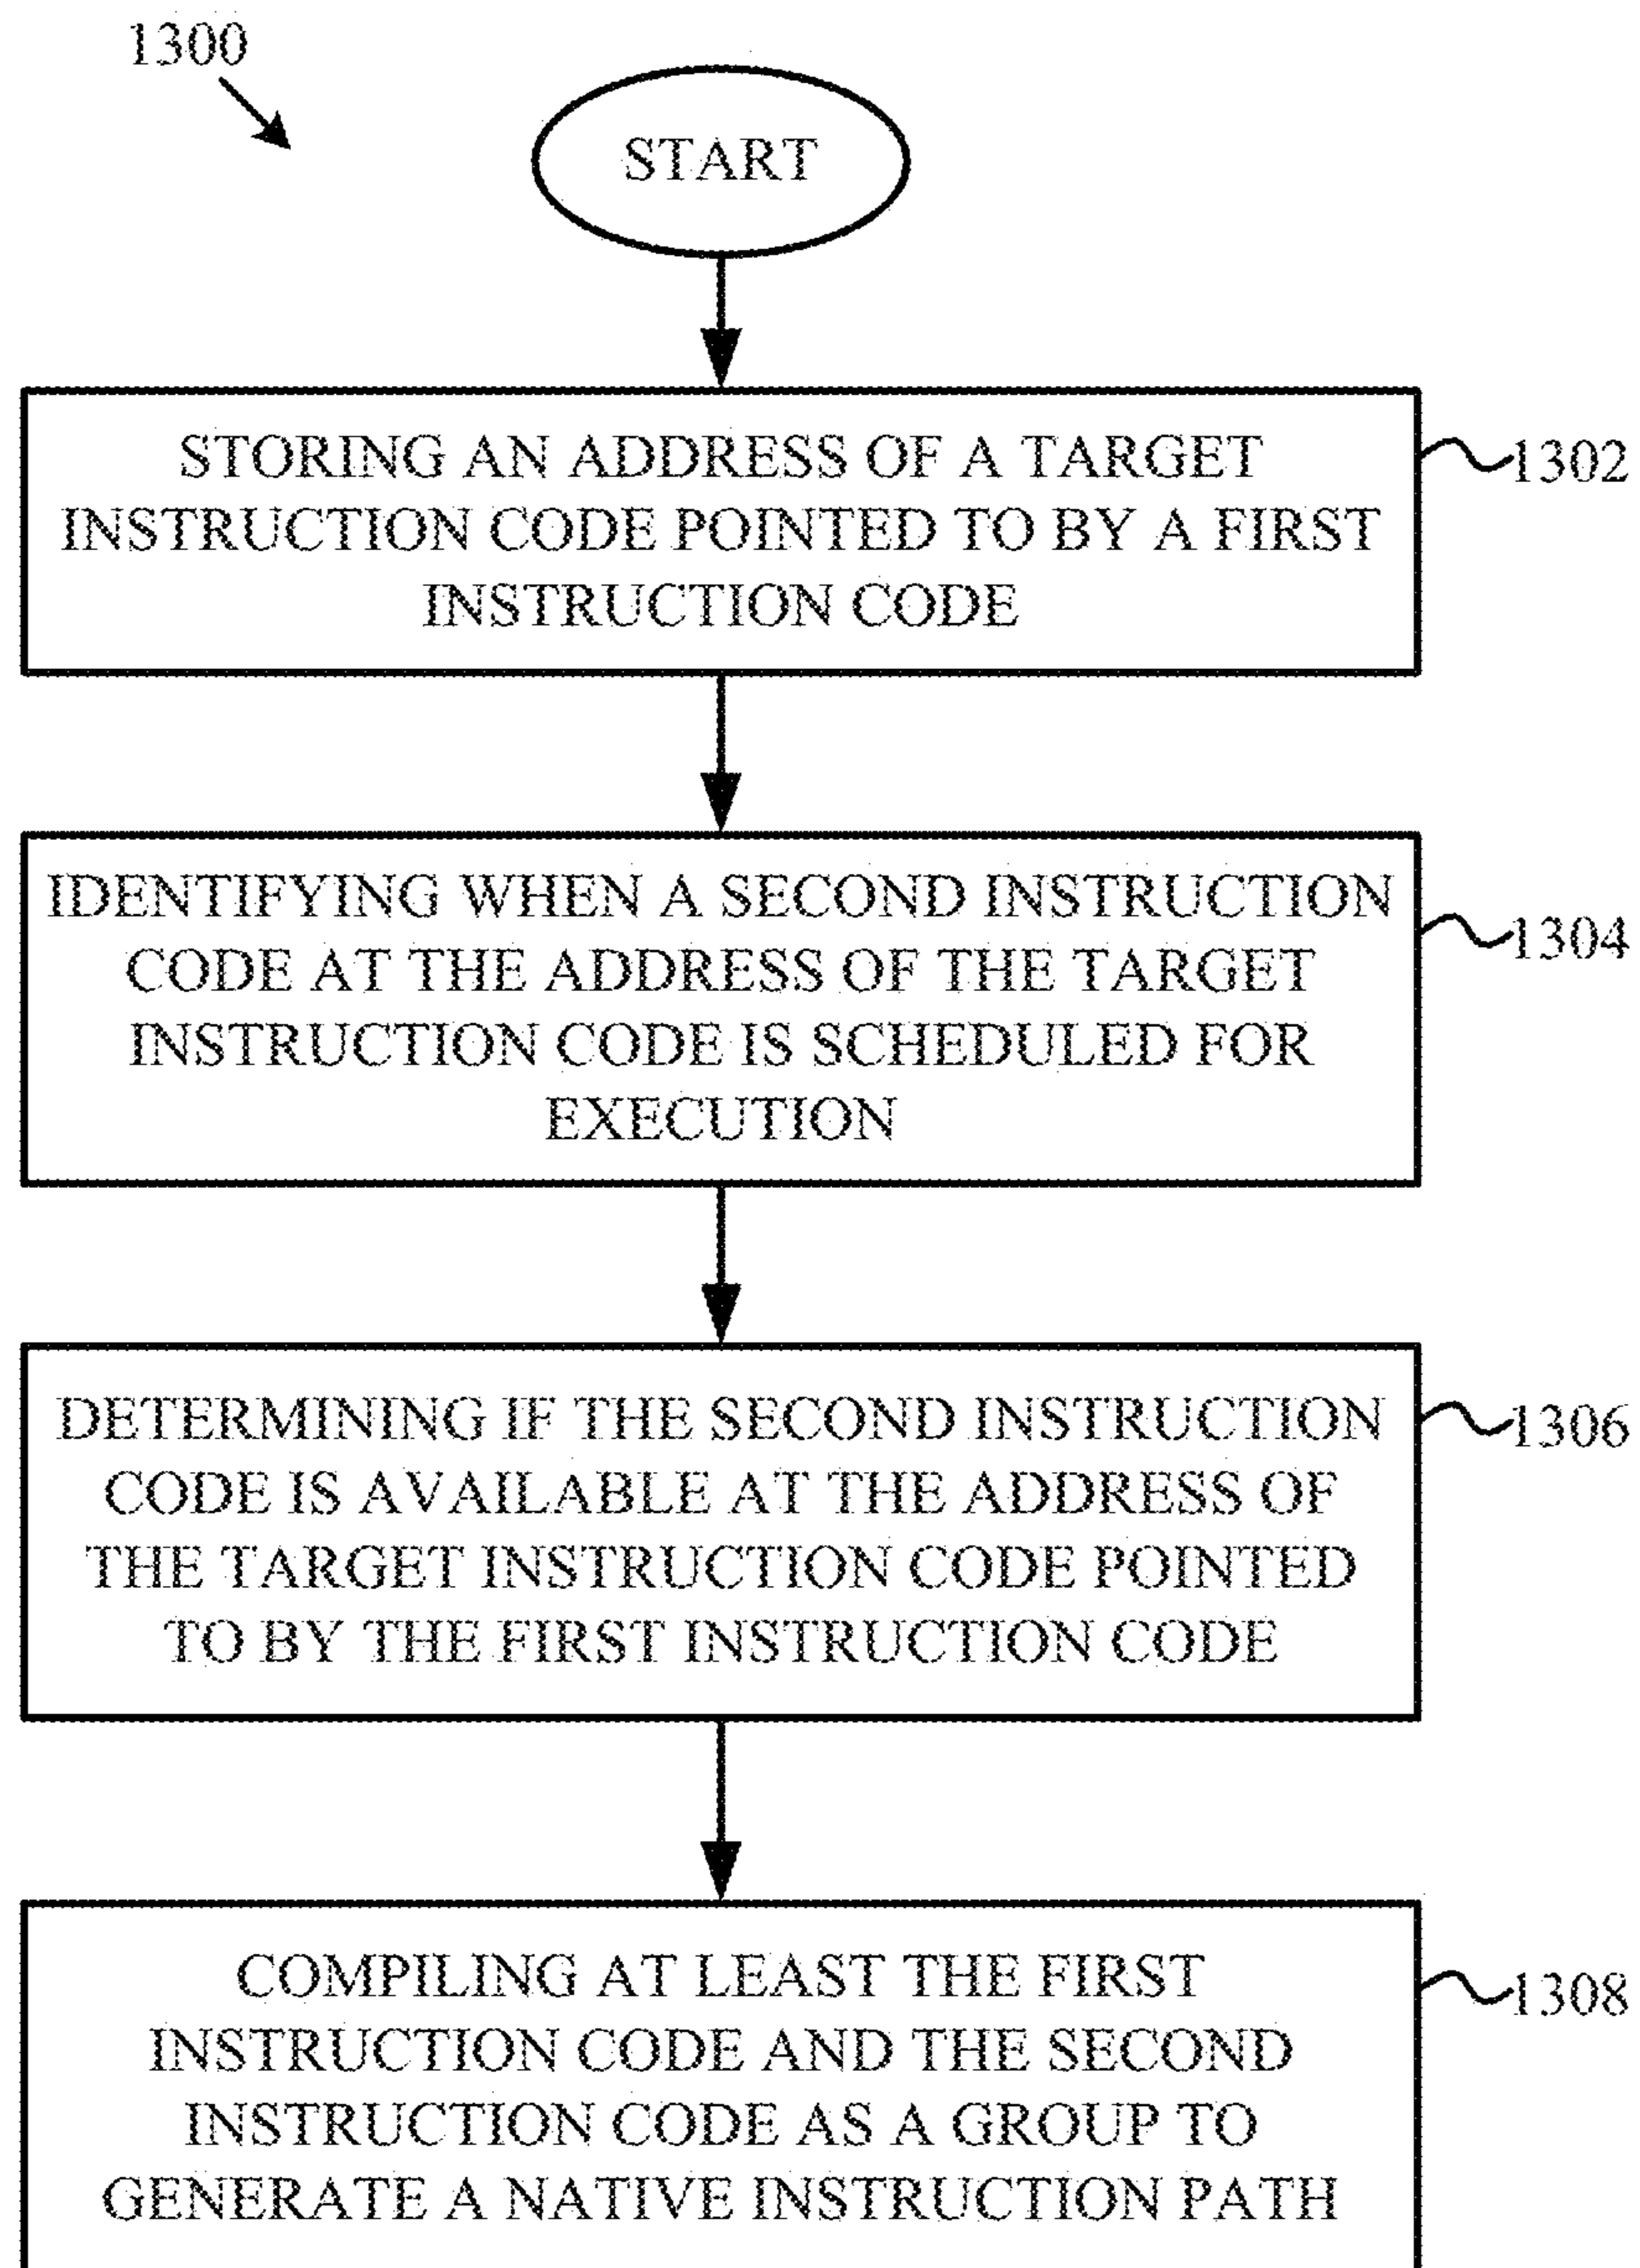 1300
START
STORING AN ADDRESS OF A TARGET
INSTRUCTION CODE POINTED TO BY A FIRST
INSTRUCTION CODE
1302
IDENTIFYING WHEN A SECOND INSTRUCTION
CODE AT THE ADDRESS OF THE TARGET
INSTRUCTION CODE IS SCHEDULED FOR
EXECUTION
1304
DETERMINING IF THE SECOND INSTRUCTION
CODE IS AVAILABLE AT THE ADDRESS OF
THE TARGET INSTRUCTION CODE POINTED
TO BY THE FIRST INSTRUCTION CODE
1306
COMPILING AT LEAST THE FIRST
INSTRUCTION CODE AND THE SECOND
INSTRUCTION CODE AS A GROUP TO
GENERATE A NATIVE INSTRUCTION PATH
1308